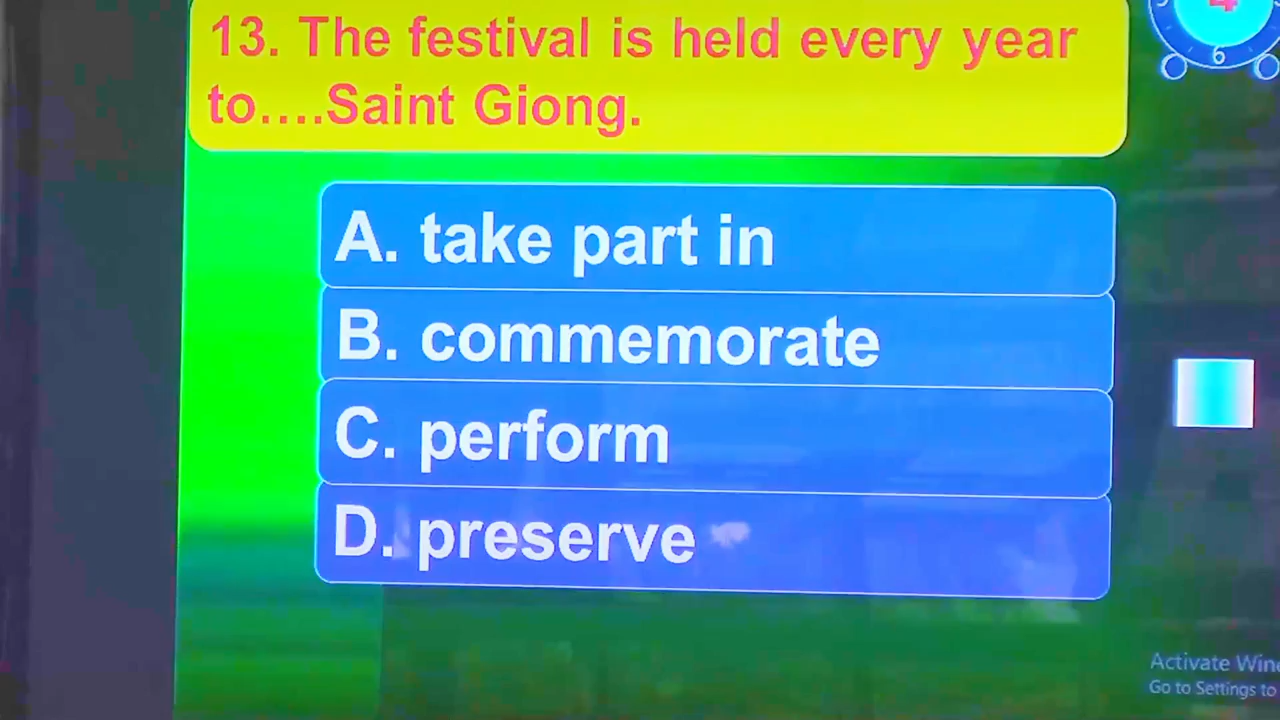 13. The festival is held every year
to....Saint Giong.
A. take part in
B. commemorate
C. perform
D. preserve
6
Activate
Go to Settings to